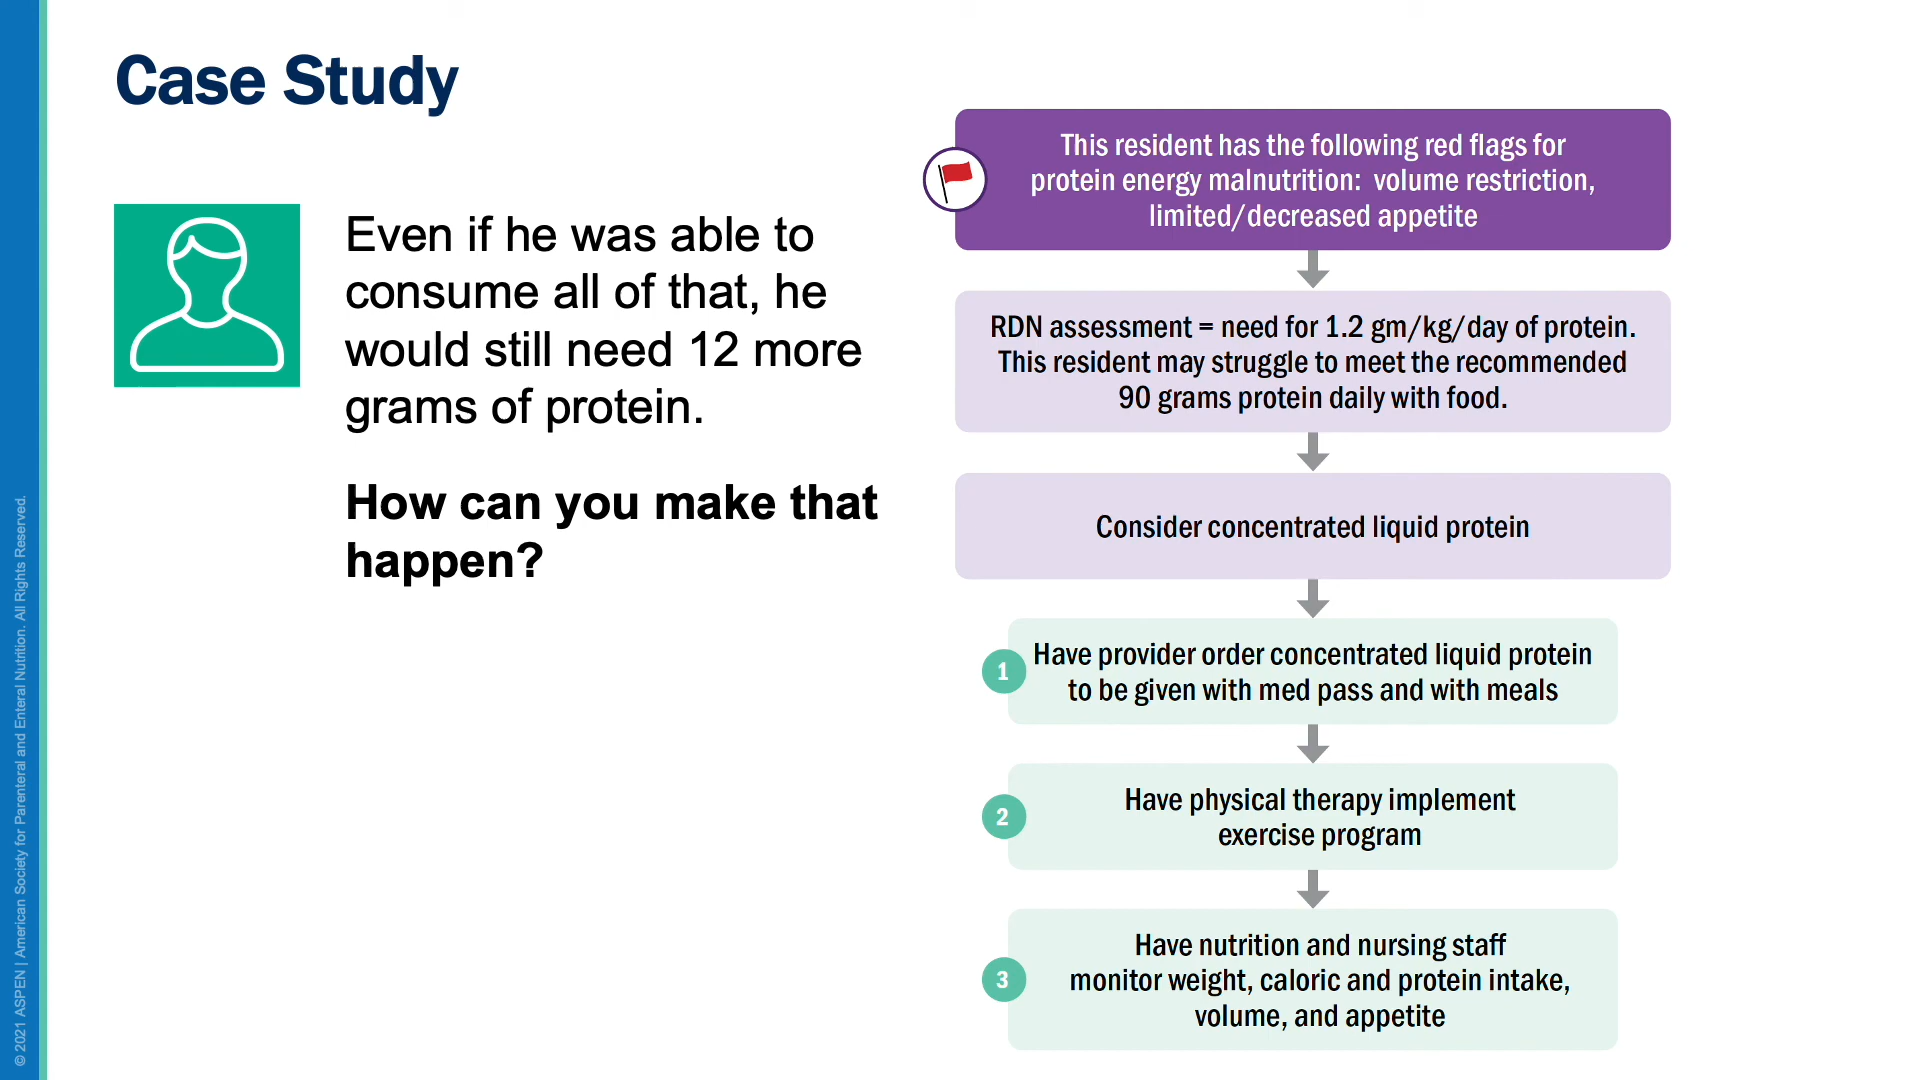 Case Study
Even if he was able to
consume all of that, he
would still need 12 more
grams of protein.
How can you make that
happen?
This resident has the following red flags for
protein energy malnutrition:  volume restriction,
limited/decreased appetite
RDN assessment = need for 1.2 gm/kg/day of protein.
This resident may struggle to meet the recommended
90 grams protein daily with food.
Consider concentrated liquid protein
1
Have provider order concentrated liquid protein
to be given with med pass and with meals
2
Have physical therapy implement
exercise program
3
Have nutrition and nursing staff
monitor weight, caloric and protein intake,
volume, and appetite
© 2021 ASPEN | American Society for Parenteral and Enteral Nutrition. All Rights Reserved.